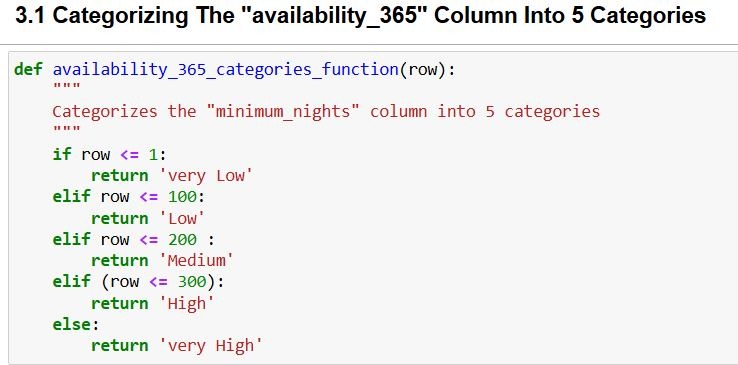 3.1 Categorizing The "availability_365" Column Into 5 Categories
def availability_365_categories_function(row):
    """
    Categorizes the "minimum_nights" column into 5 categories
    """
    if row <= 1:
        return 'very Low'
    elif row <= 100:
        return 'Low'
    elif row <= 200 :
        return 'Medium'
    elif (row <= 300):
        return 'High'
    else:
        return 'very High'